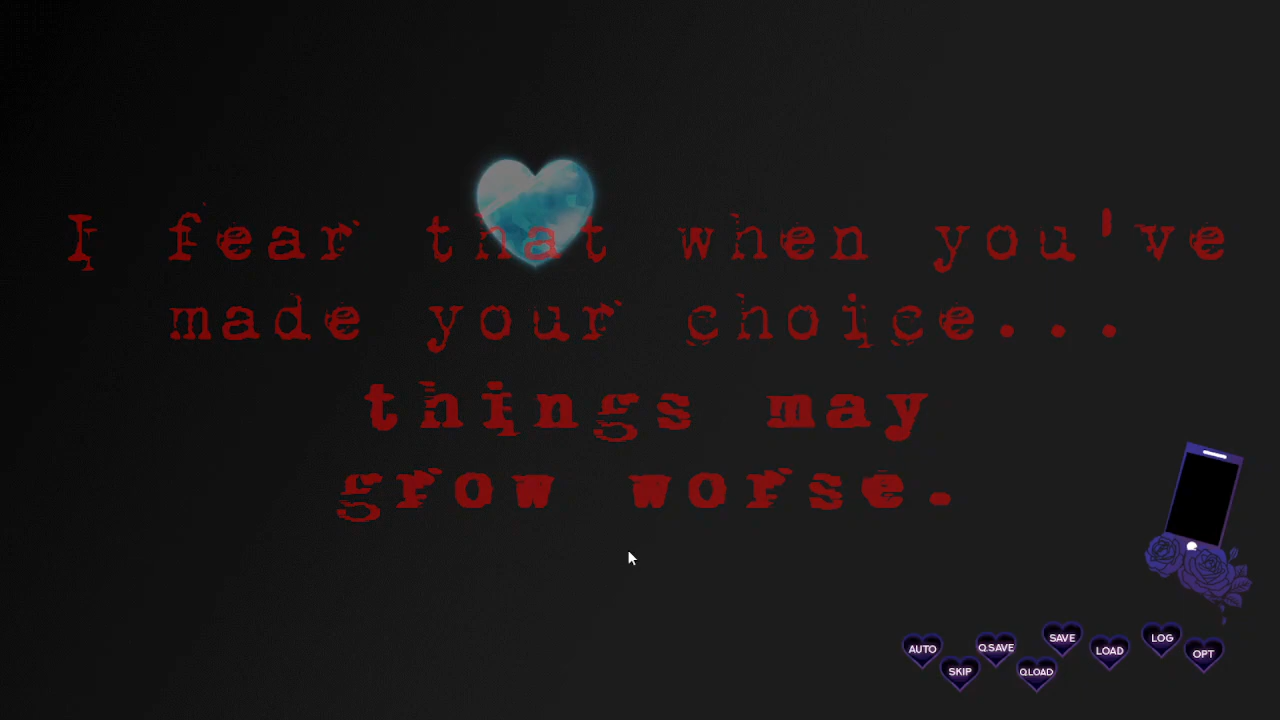 I fear that when you've
made your choice...
things may
grow worse.
AUTO
SKIP
Q.SAVE
Q.LOAD
SAVE
LOAD
LOG
OPT